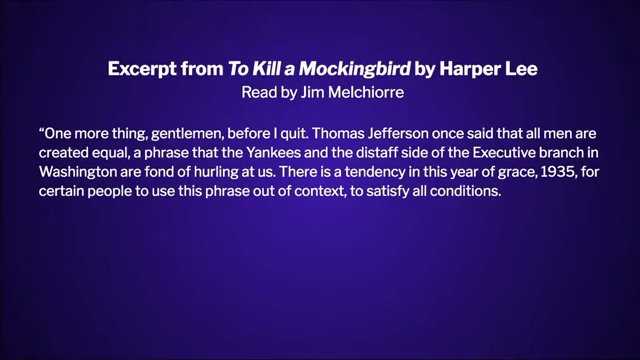 Excerpt from To Kill a Mockingbird by Harper Lee
Read by Jim Melchiorre
“One more thing, gentlemen, before I quit. Thomas Jefferson once said that all men are
created equal, a phrase that the Yankees and the distaff side of the Executive branch in
Washington are fond of hurling at us. There is a tendency in this year of grace, 1935, for
certain people to use this phrase out of context, to satisfy all conditions.